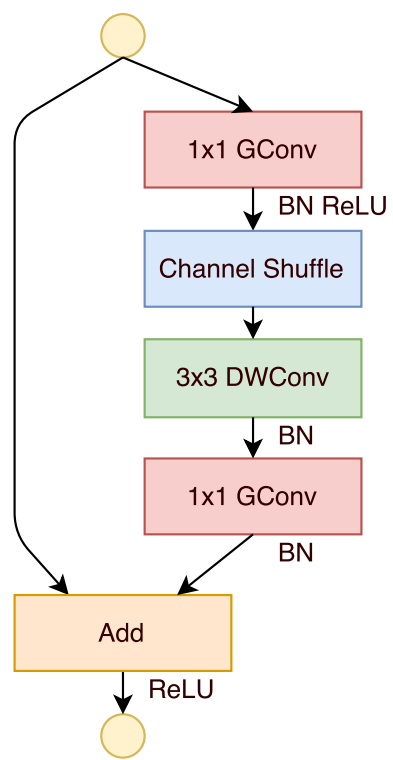 1x1 GConv
BN ReLU
Channel Shuffle
3x3 DWConv
BN
1x1 GConv
BN
Add
ReLU